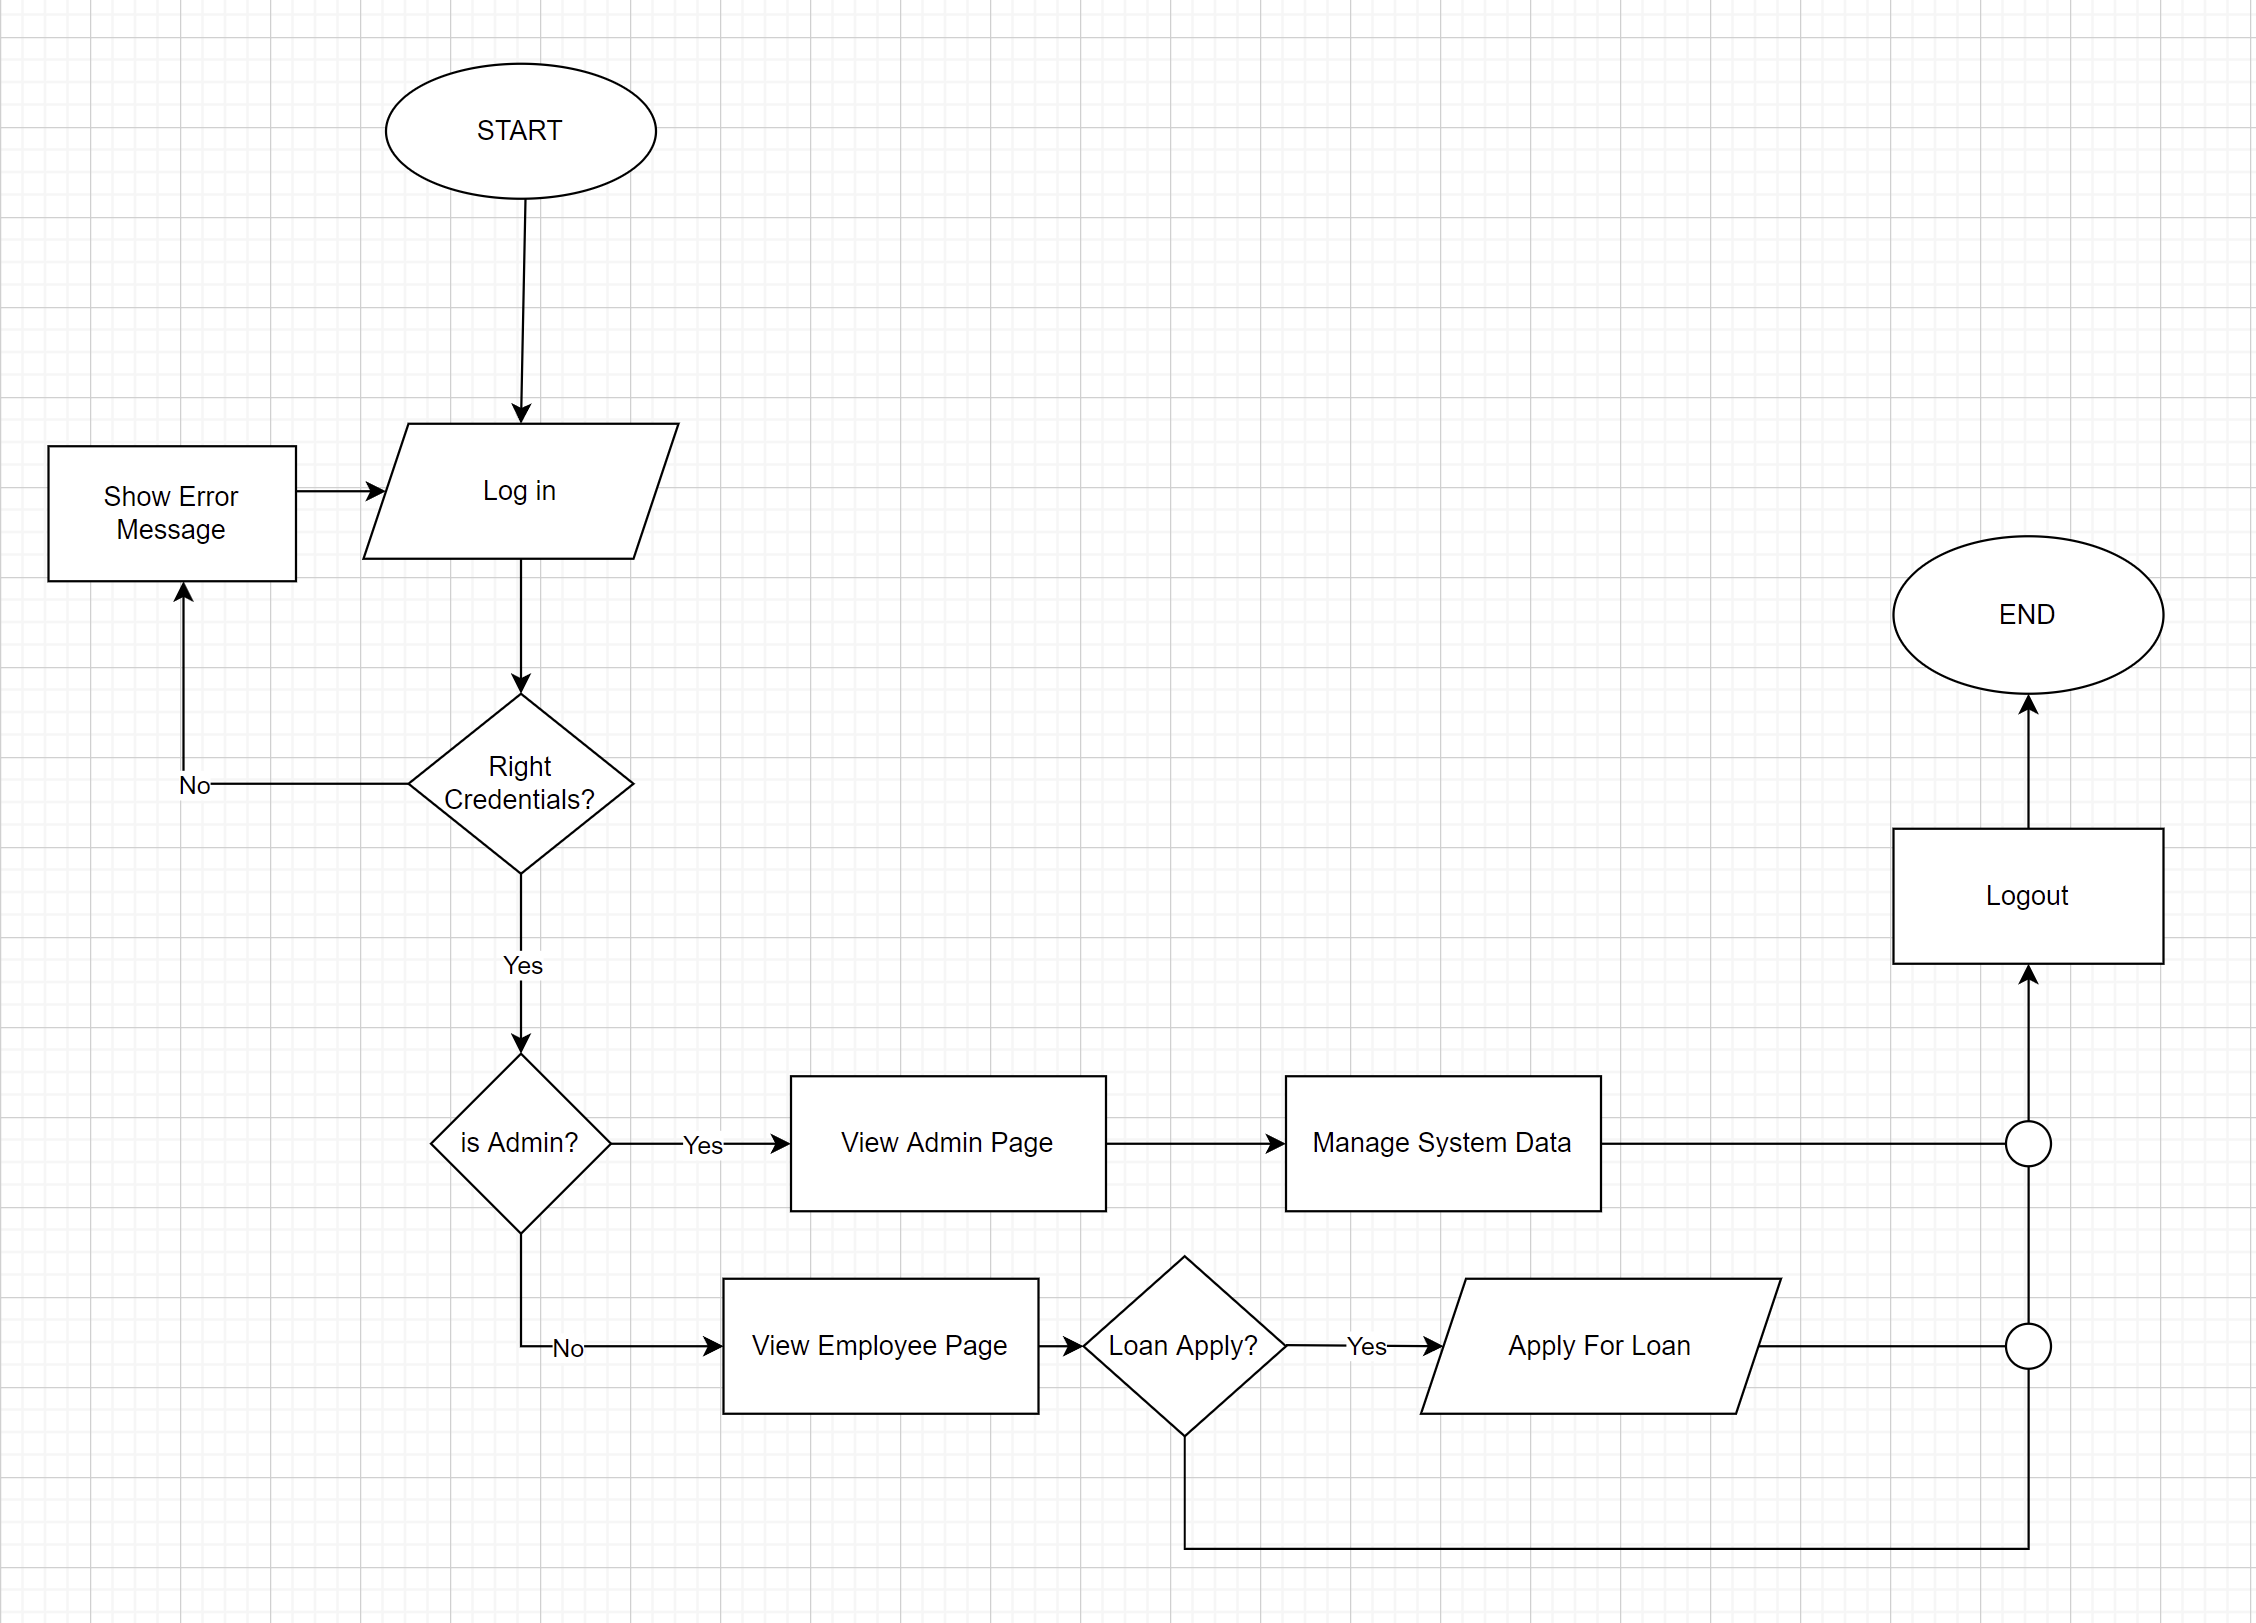 START
Show Error
Message
Log in
END
Right
Credentials?
No
Logout
Yes
is Admin?
Yes
View Admin Page
Manage System Data
No
View Employee Page
Loan Apply?
Yes
Apply For Loan